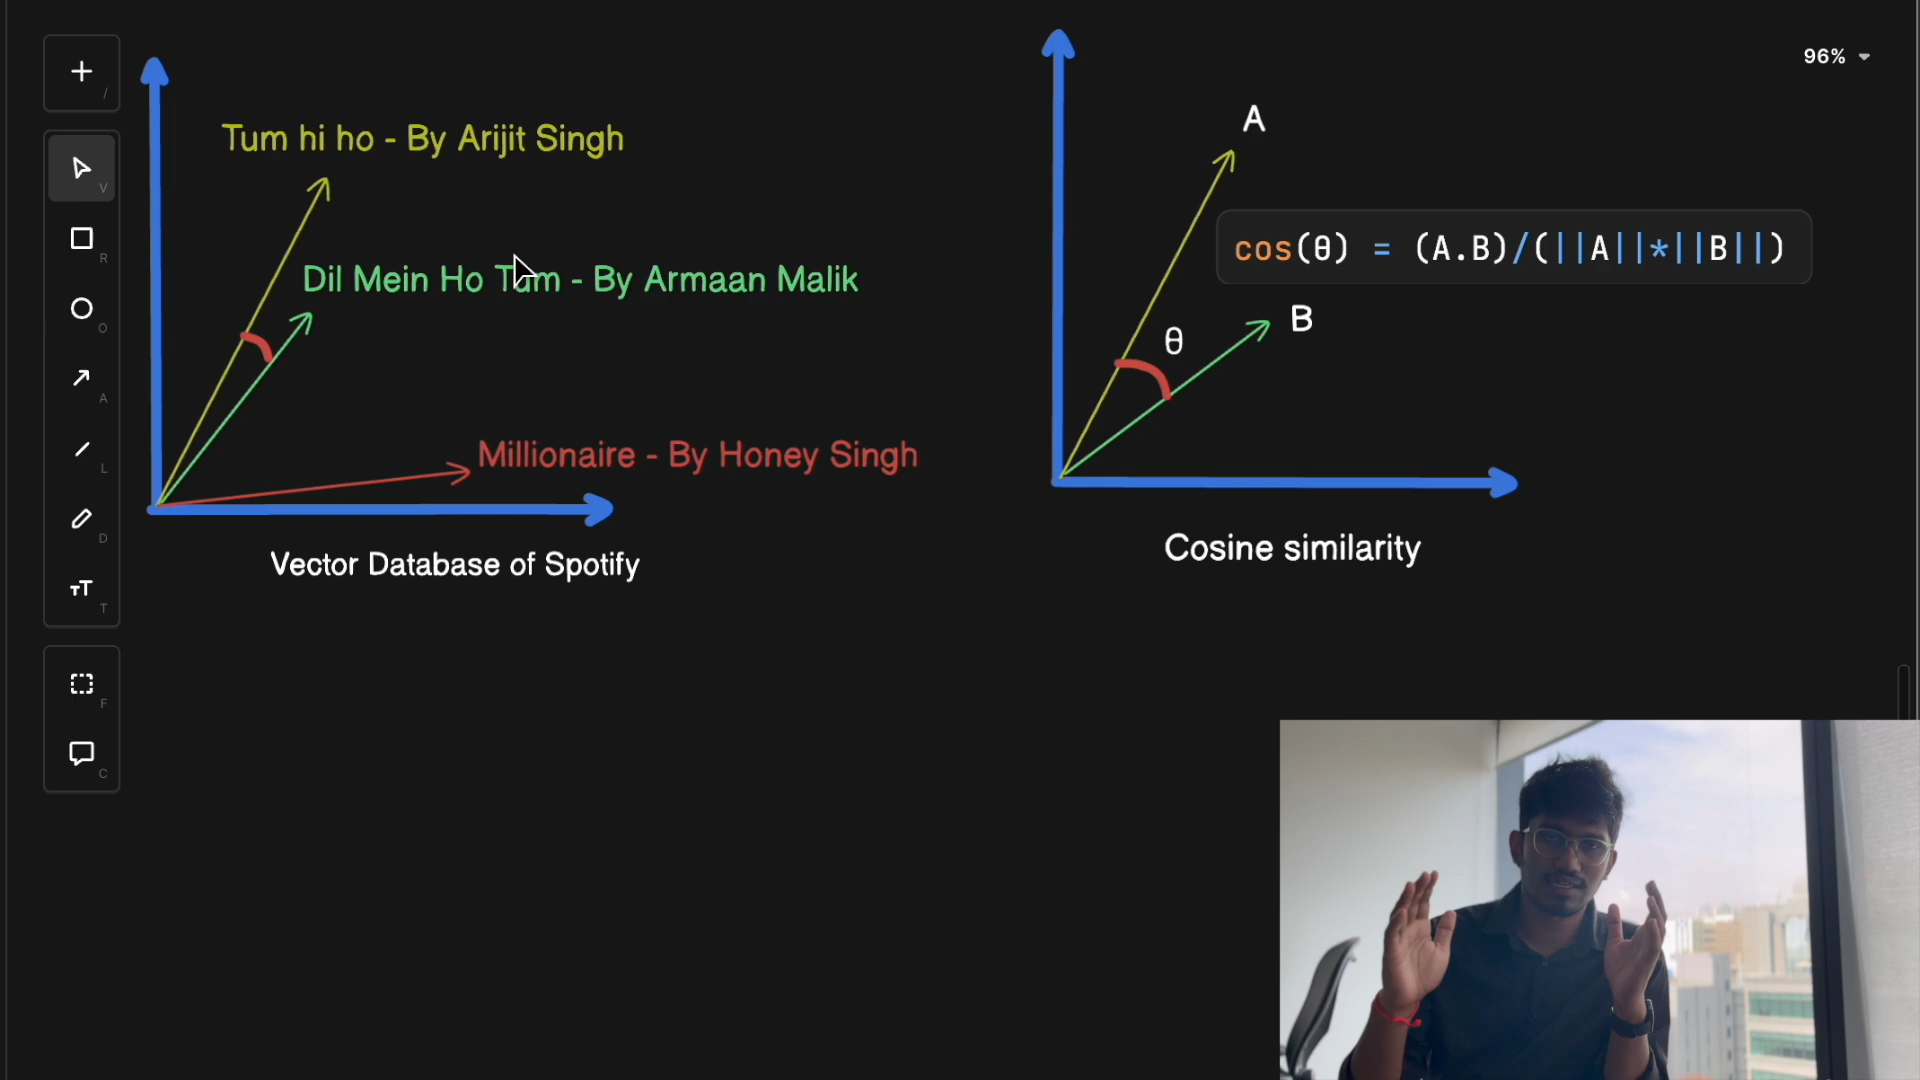 96%
/
V
R
O
A
L
D
TT
T
F
C
Tum hi ho - By Arijit Singh
Dil Mein Ho Tum - By Armaan Malik
Millionaire - By Honey Singh
Vector Database of Spotify
A
cos(θ) = (A.B)/(||A||*||B||)
B
θ
Cosine similarity